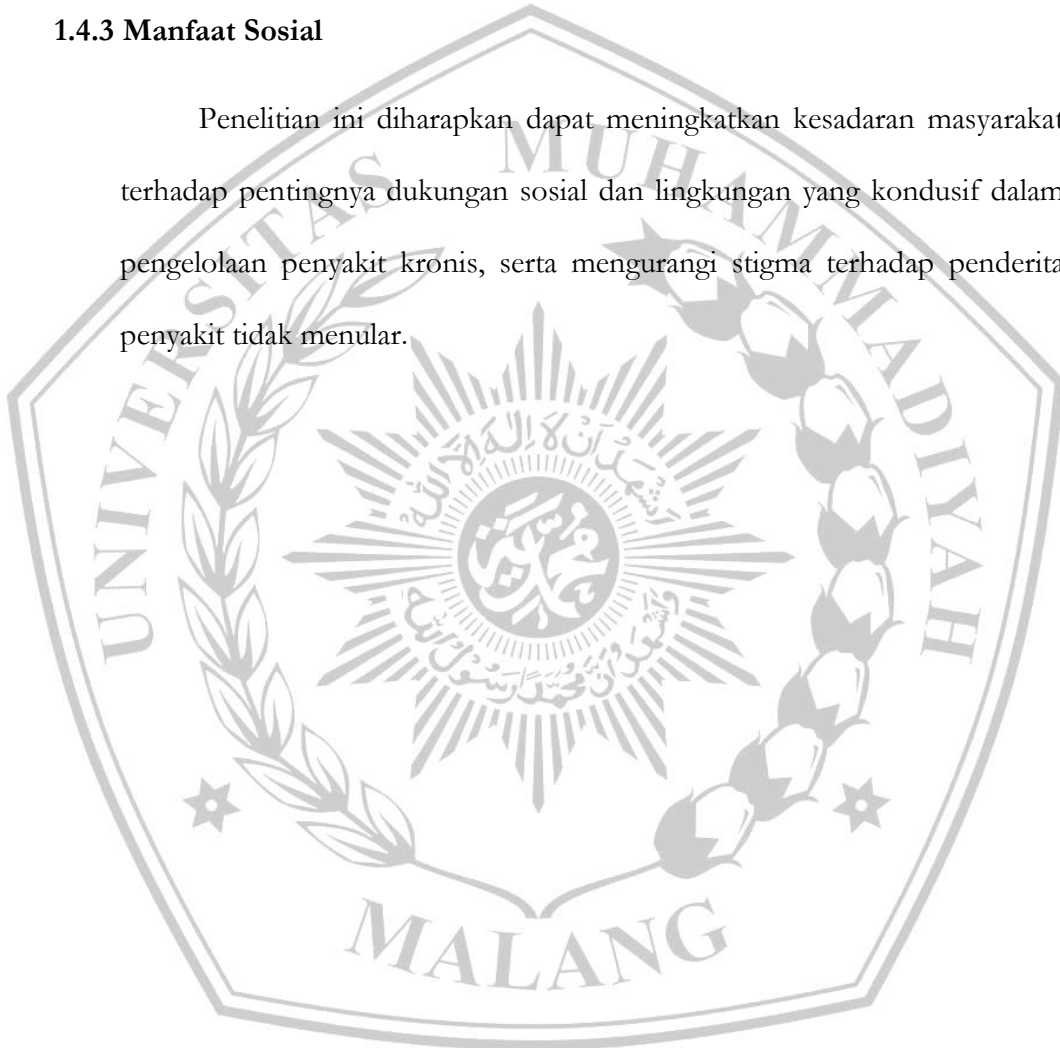 1.4.3 Manfaat Sosial
Penelitian ini diharapkan dapat meningkatkan kesadaran masyarakat
terhadap pentingnya dukungan sosial dan lingkungan yang kondusif dalam
pengelolaan penyakit kronis, serta mengurangi stigma terhadap penderita
penyakit tidak menular.
UNIVERSITAS MUHAMMADIYAH
MALANG